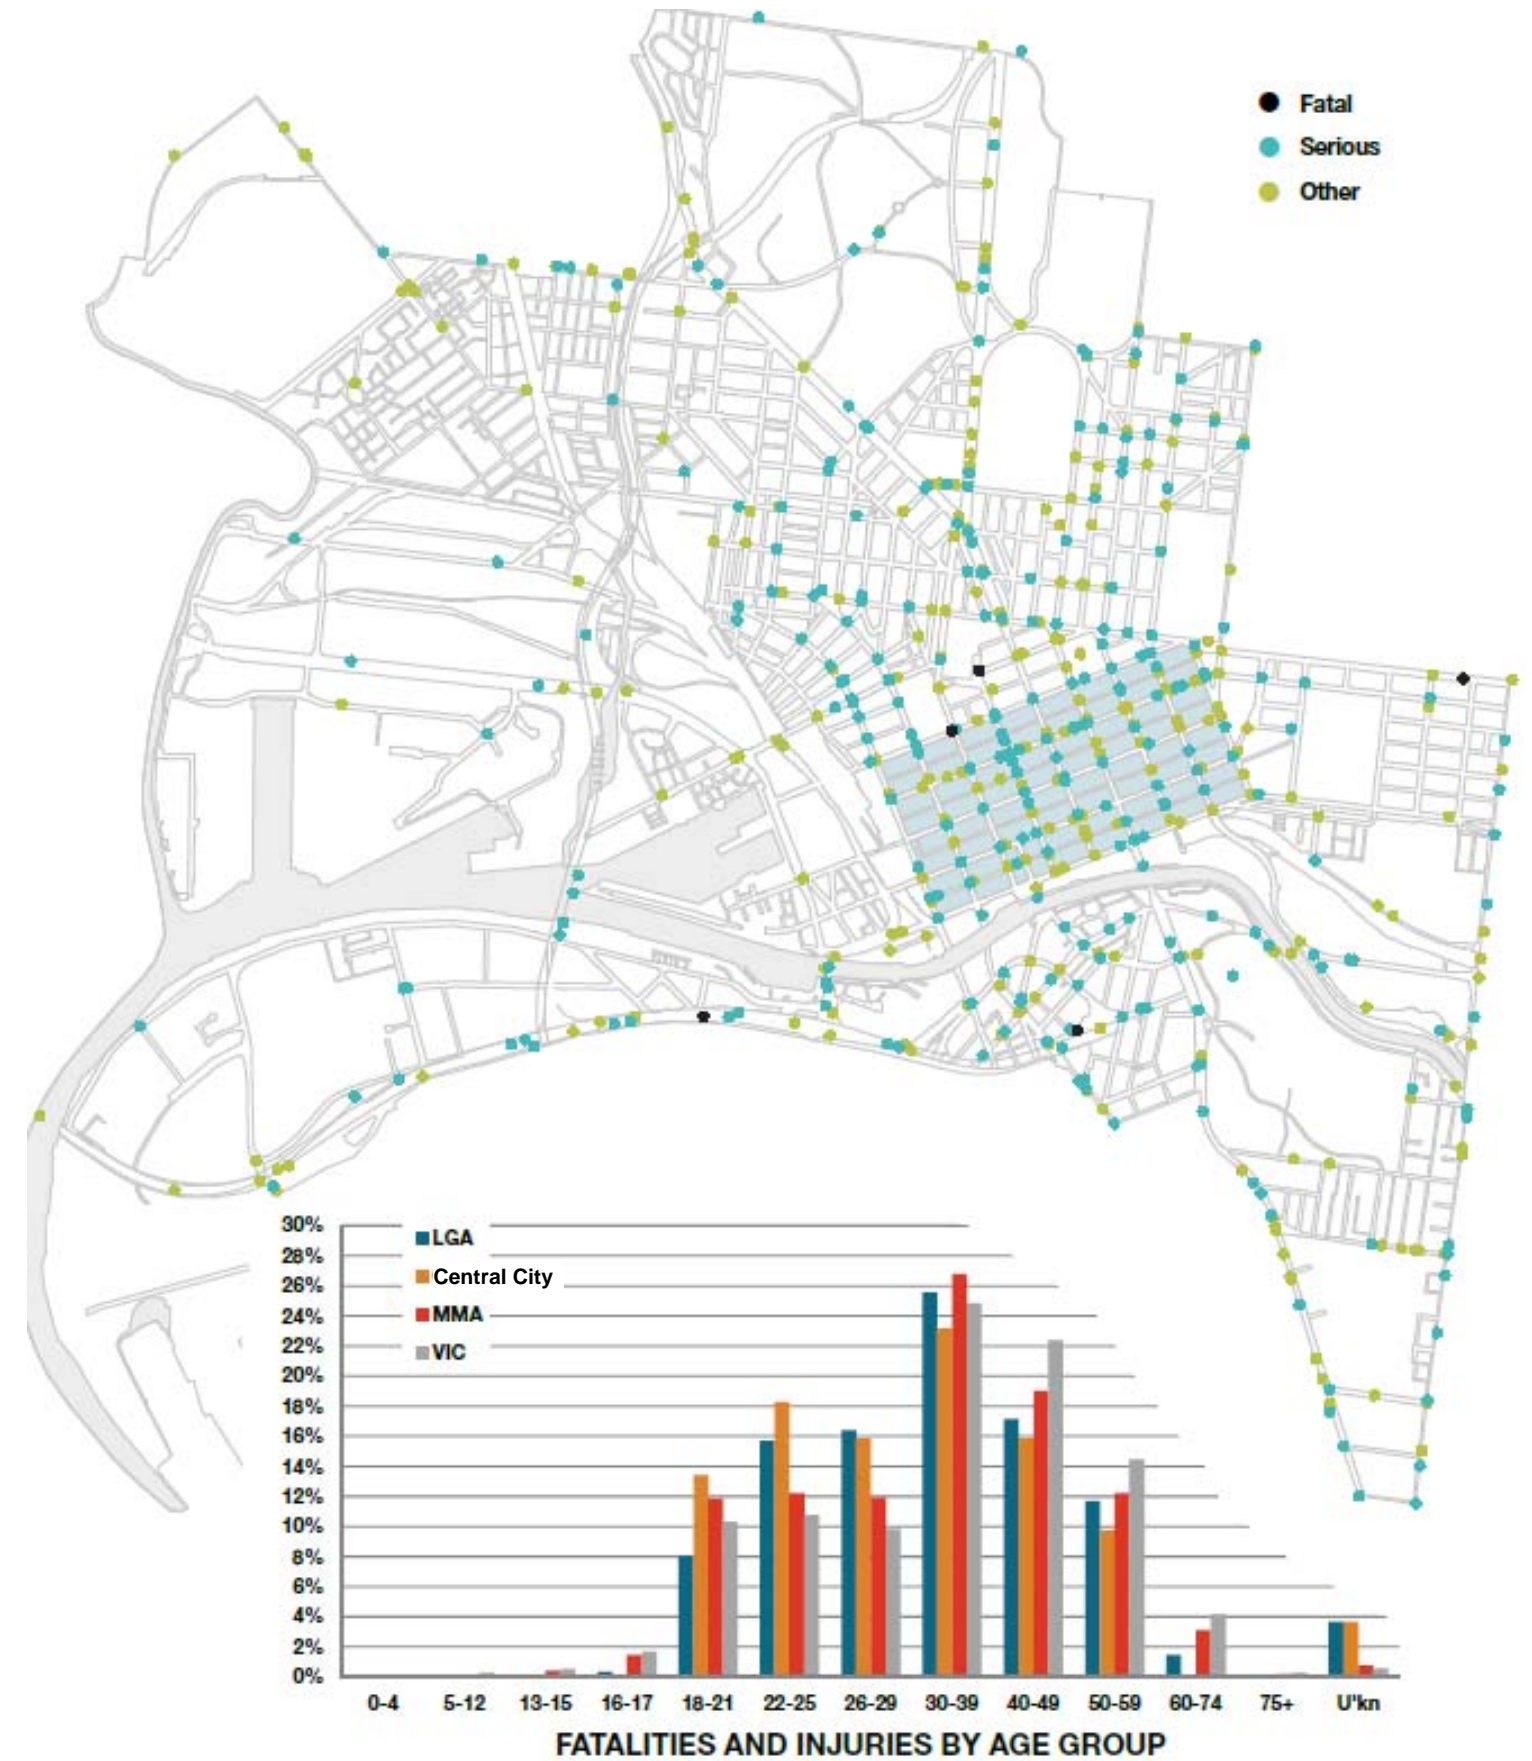 Fatal
Serious
Other
30%
28%
26%
24%
22%
20%
18%
16%
14%
12%
10%
8%
6%
4%
2%
0%
LGA
Central City
MMA
VIC
0-4 5-12 13-15 16-17 18-21 22-25 26-29 30-39 40-49 50-59 60-74 75+ U'kn
FATALITIES AND INJURIES BY AGE GROUP